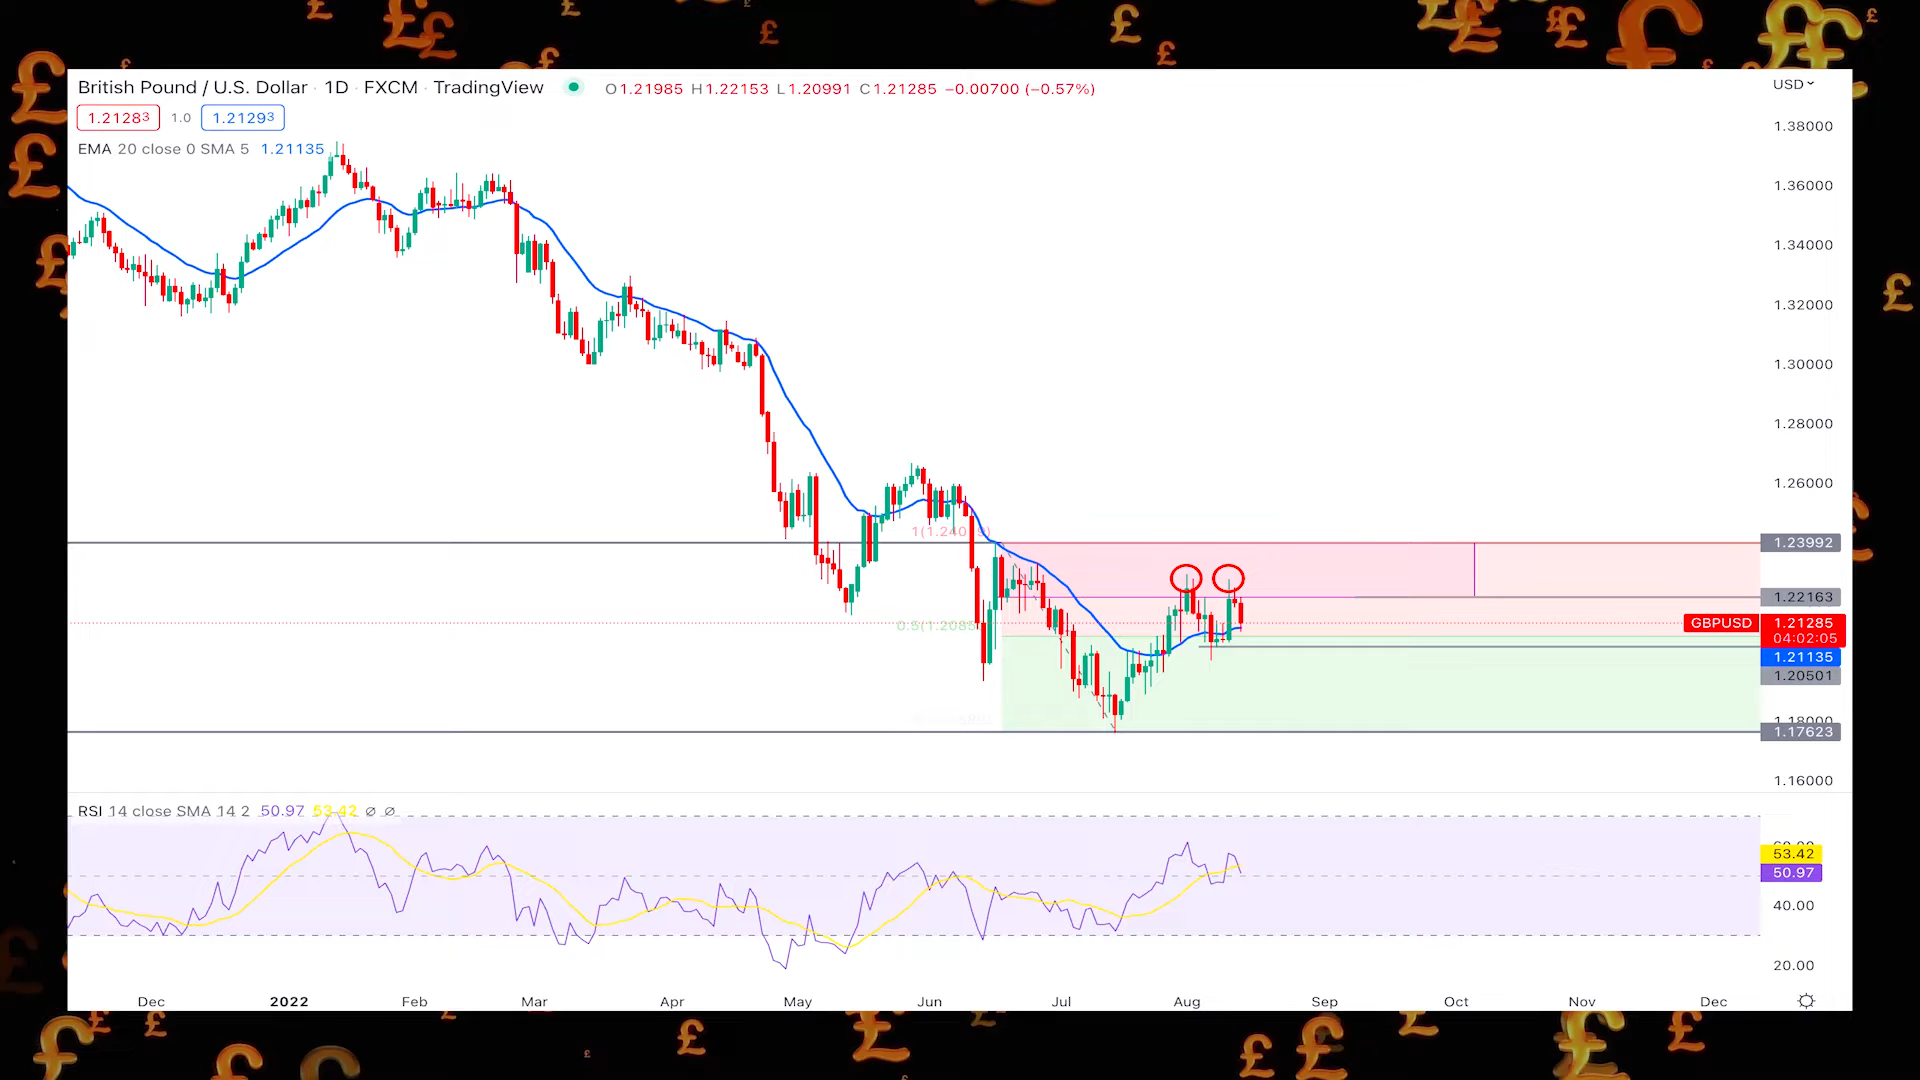 British Pound / U.S. Dollar · 1D · FXCM · TradingView O1.21985 H1.22153 L1.20991 C1.21285 −0.00700 (−0.57%)
USD
1.21283 1.0 1.21293
EMA 20 close 0 SMA 5 1.21135
1.38000
1.36000
1.34000
1.32000
1.30000
1.28000
1.26000
1.23992
1.22163
GBPUSD 1.21285
04:02:05
1.21135
1.20501
1.18000
1.17623
1.16000
RSI 14 close SMA 14 2 50.97 53.42 ∅ ∅
53.42
50.97
40.00
20.00
Dec 2022 Feb Mar Apr May Jun Jul Aug Sep Oct Nov Dec